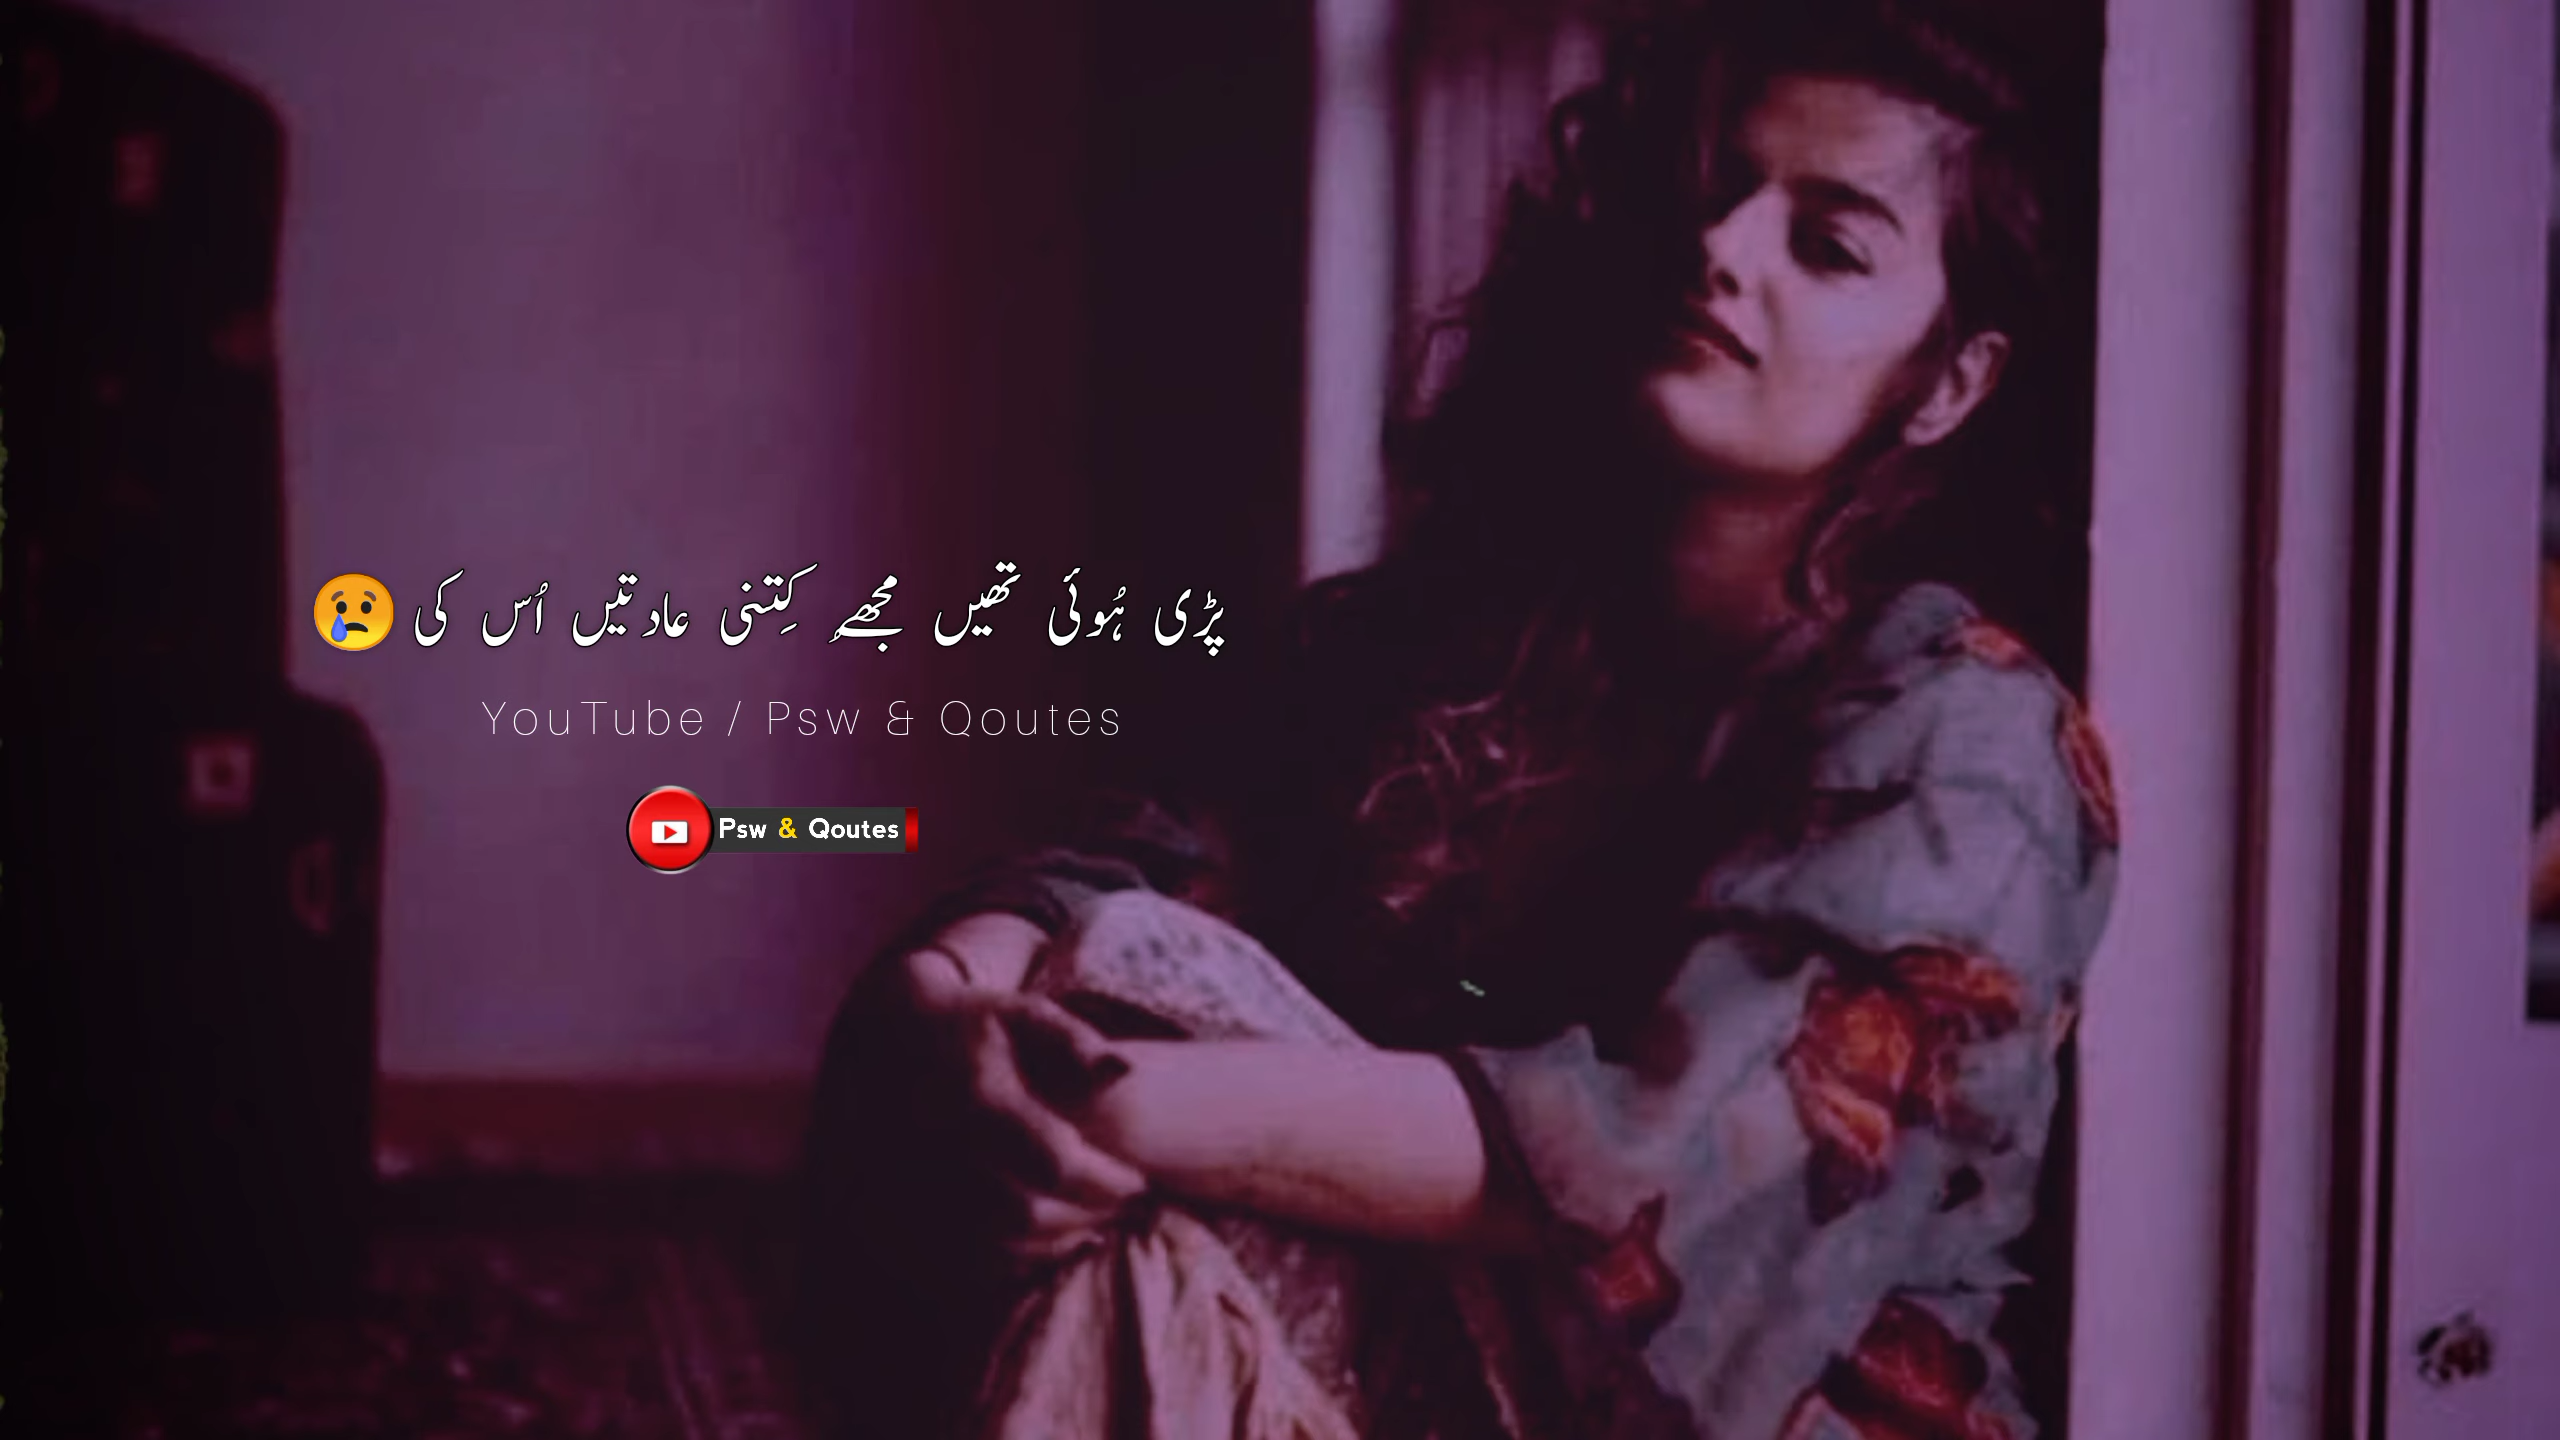 پڑی ہُوئی تھیں مجھے کِتنی عادتیں اُس کی 😢
YouTube / Psw & Qoutes
Psw & Qoutes